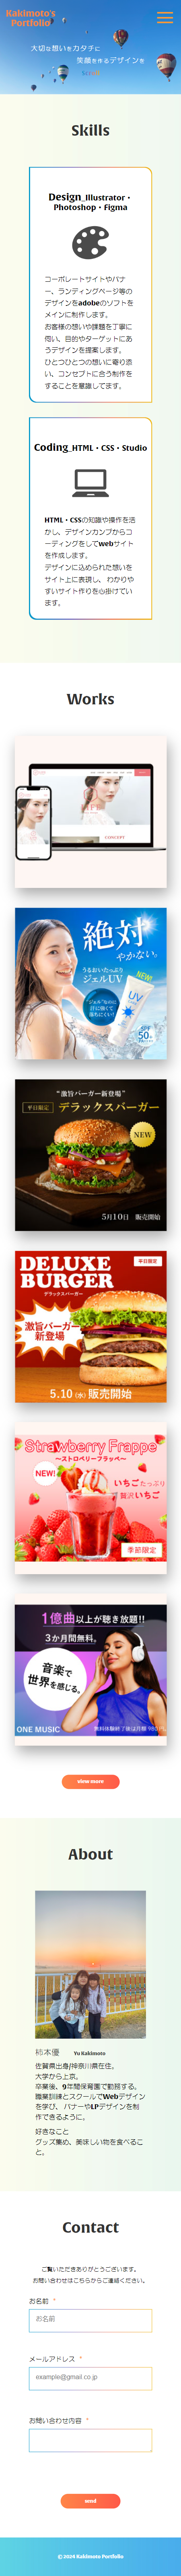 Kakimoto's
Portfolio
大切な想いをカタチに
笑顔を作るデザインを
Skills
Design_Illustrator・
Photoshop・Figma
コーポレートサイトやバナ
ー、ランディングページ等の
デザインをadobeのソフトを
メインに制作します。
お客様の想いや課題を丁寧に
伺い、目的やターゲットにあ
うデザインを提案します。
ひとつひとつの想いに寄り添
い、コンセプトに合う制作を
することを意識してます。
Coding_HTML・CSS・Studio
HTML・CSSの知識や操作を活
かし、デザインカンプからコ
ーディングをしてwebサイト
を作成します。
デザインに込められた想いを
サイト上に表現し、 わかりや
すいサイト作りを心掛けてい
ます。
Works
CONCEPT
絶対
やかない。
うるおいたっぷり
ジェルUV
NEW!
"ジェル"なのに
汗に強くて
落ちにくい!
UV
SPF
50+
"激旨バーガー新登場"
平日限定
デラックスバーガー
NEW
5月10日 販売開始
DELUXE
BURGER
平日限定
デラックスバーガー
激旨バーガー
新登場
5.10(水)販売開始
Strawberry Frappe
〜ストロベリーフラッペ〜
NEW!
いちごたっぷり
贅沢いちご
季節限定
1億曲以上が聴き放題!!
3か月間無料。
音楽で
世界を感じる。
ONE MUSIC
無料体験終了後は月額980円。
view more
About
柿本優 Yu Kakimoto
佐賀県出身/神奈川県在住。
大学から上京。
卒業後、9年間保育園で勤務する。
職業訓練とスクールでWebデザイン
を学び、 バナーやLPデザインを制
作できるように。
好きなこと
グッズ集め、美味しい物を食べるこ
と。
Contact
ご覧いただきありがとうございます。
お問い合わせはこちらからご連絡ください。
お名前 *
お名前
メールアドレス *
example@gmail.co.jp
お問い合わせ内容 *
send
© 2024 Kakimoto Portfolio